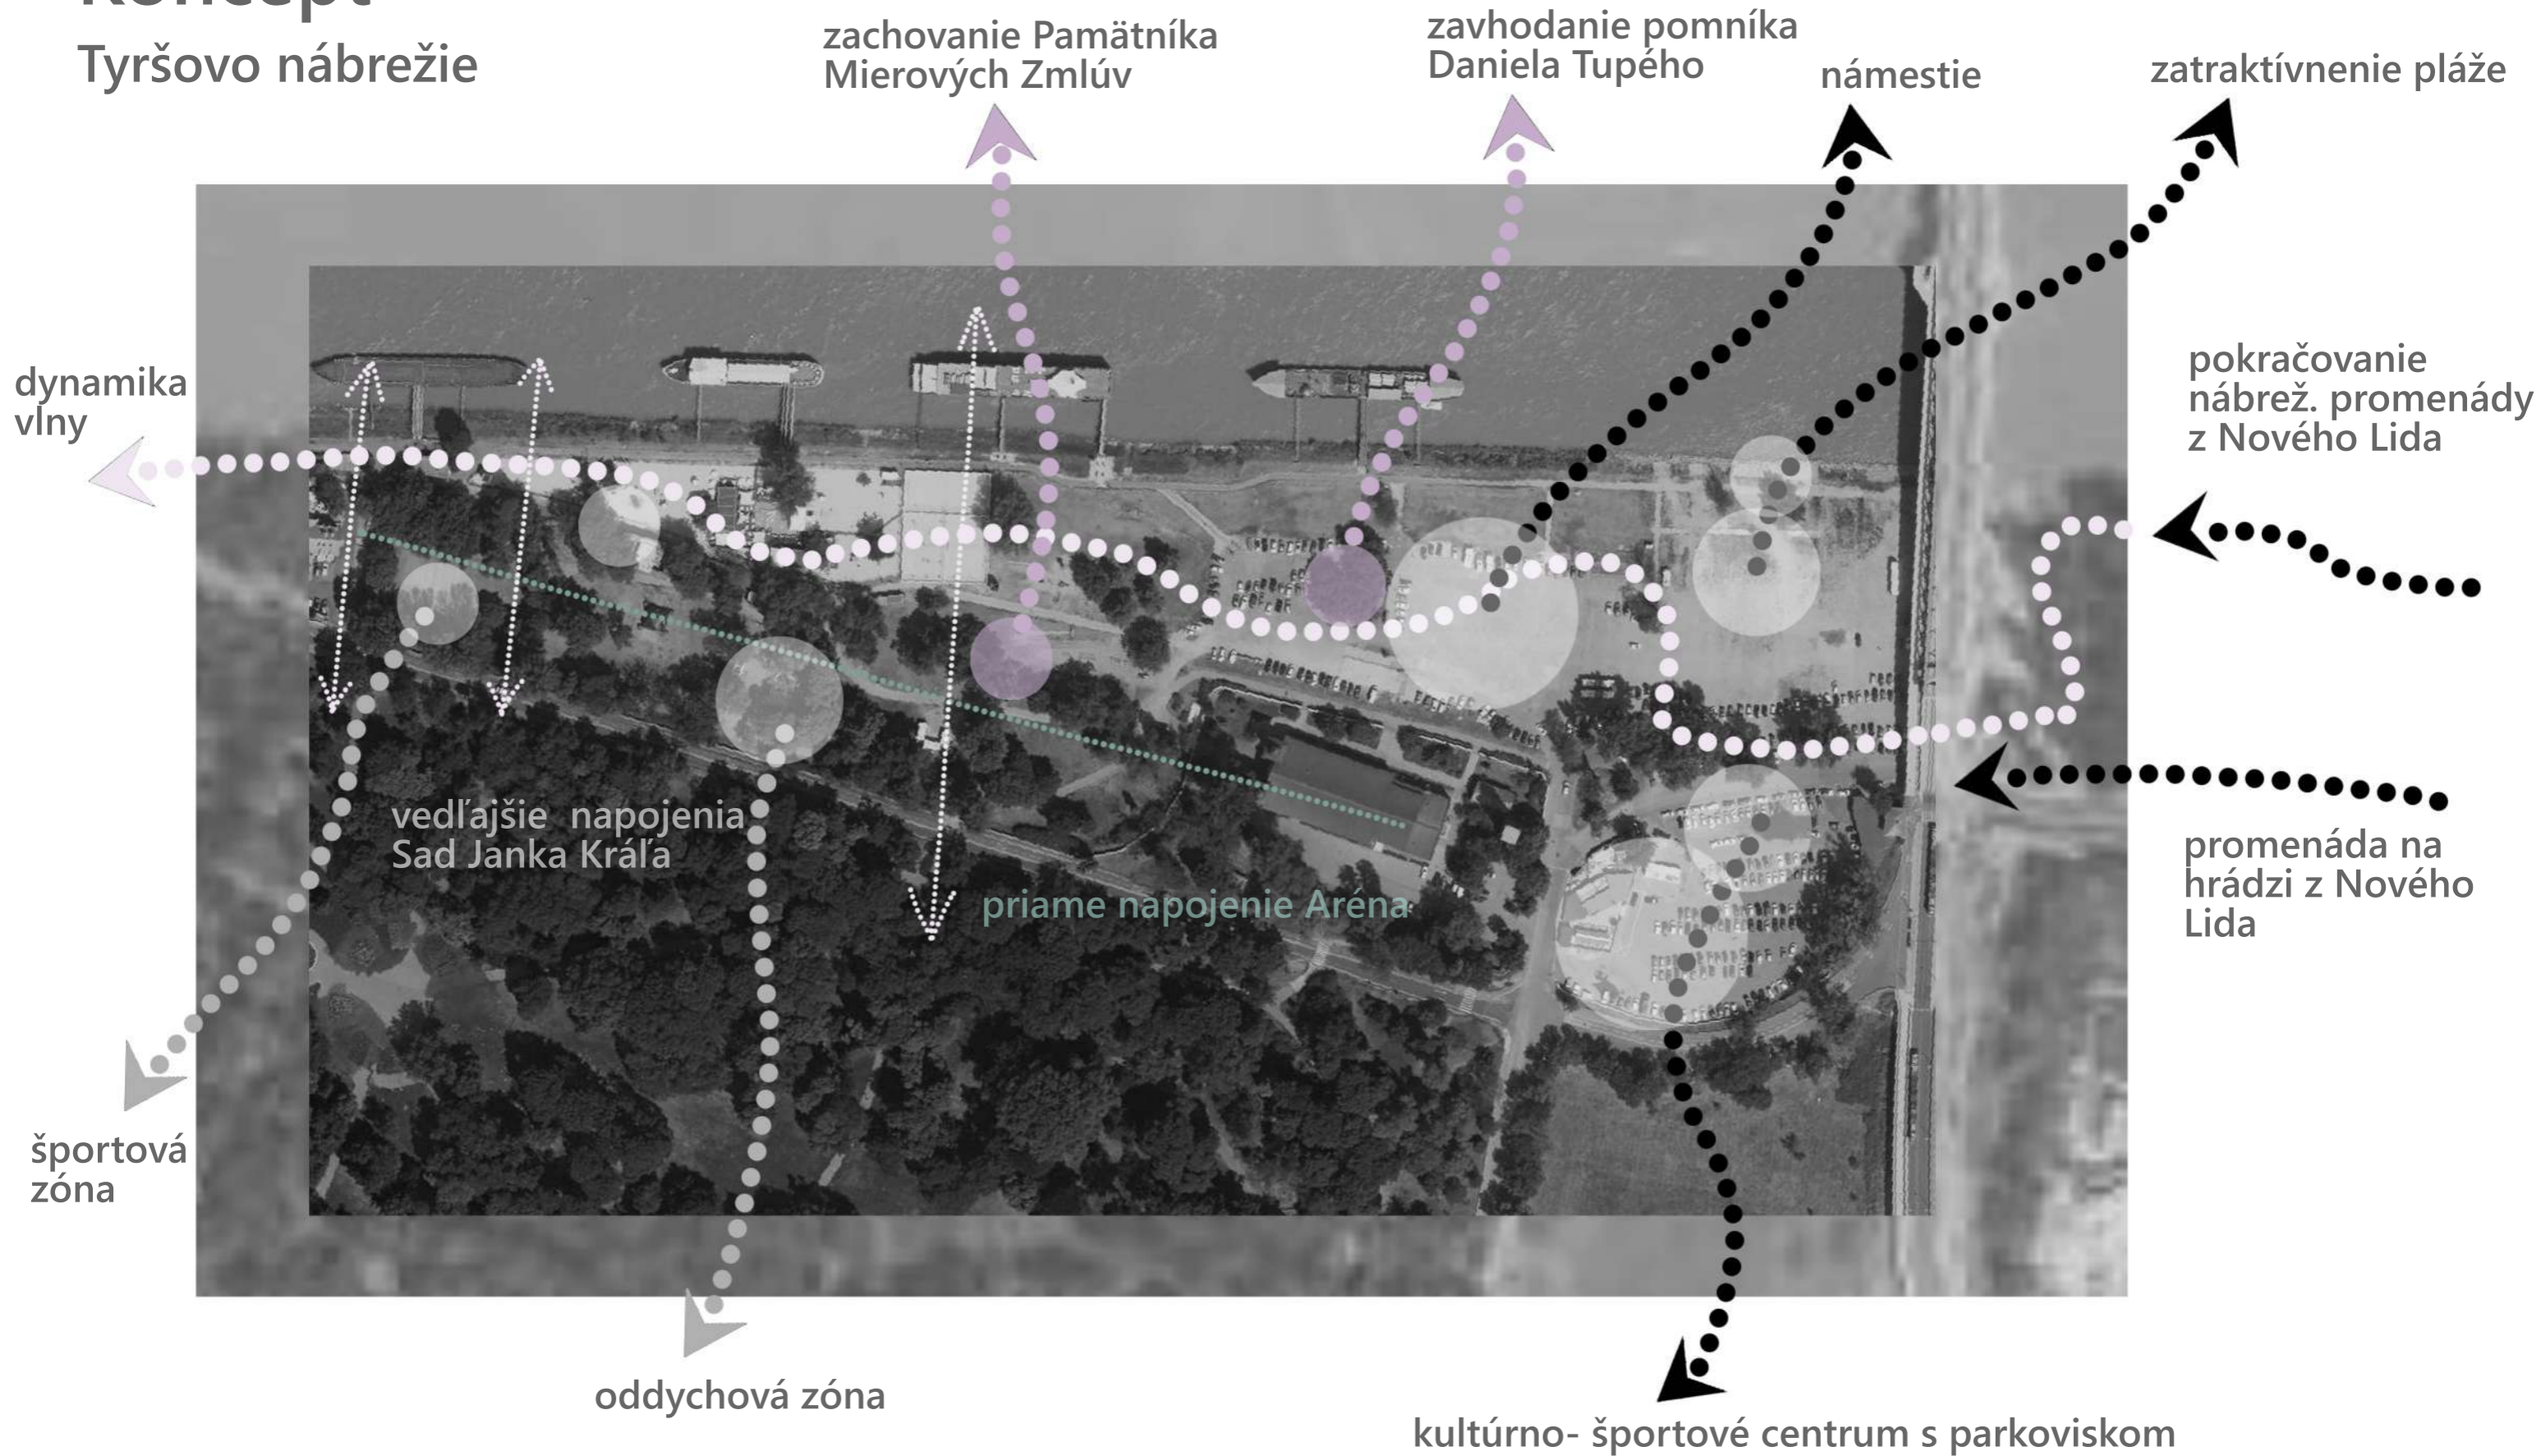 Koncept
Tyršovo nábrežie
zachovanie Pamätníka
Mierových Zmlúv
zavhodanie pomníka
Daniela Tupého
námestie
zatraktívnenie pláže
dynamika
vlny
pokračovanie
nábrež. promenády
z Nového Lida
vedľajšie napojenia
Sad Janka Kráľa
priame napojenie Aréna
promenáda na
hrádzi z Nového
Lida
športová
zóna
oddychová zóna
kultúrno- športové centrum s parkoviskom